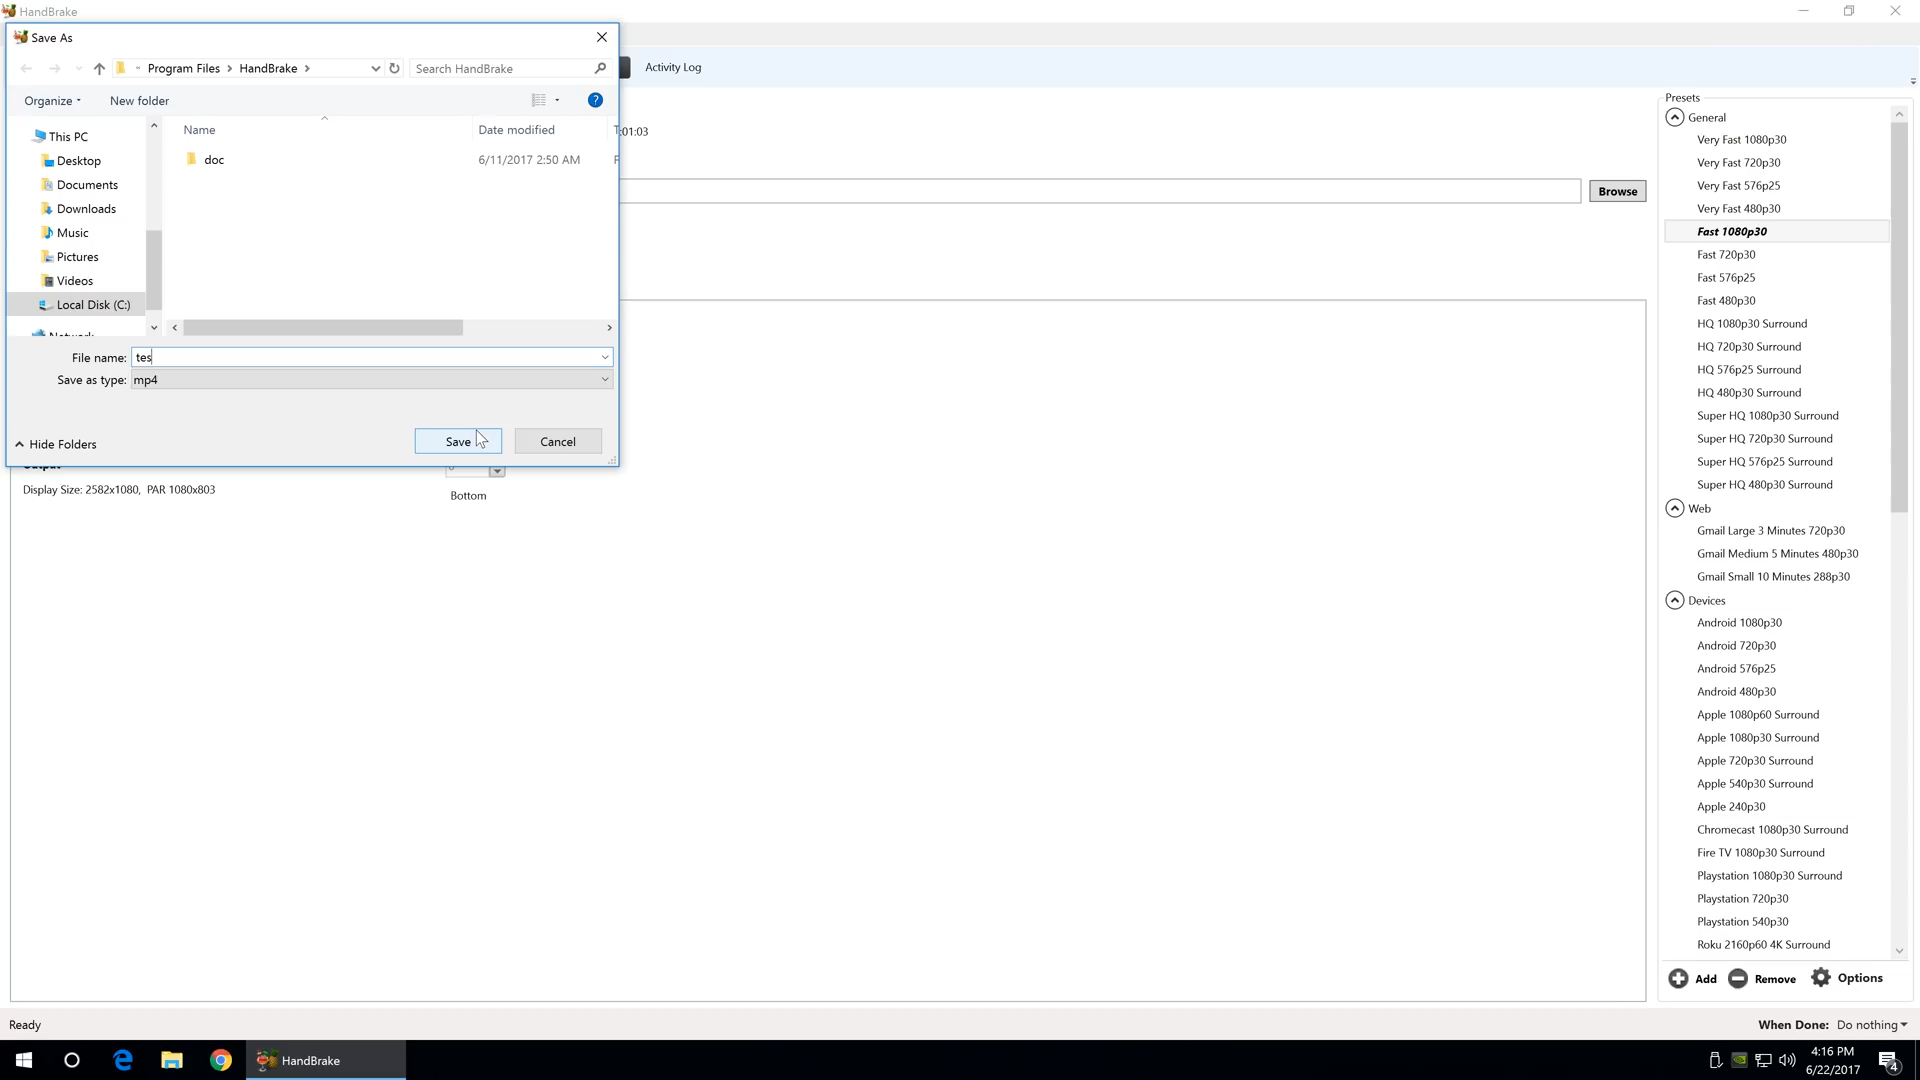 HandBrake
Save As
« Program Files > HandBrake >
Search HandBrake
Activity Log
Organize
New folder
?
Name
Date modified
:01:03
This PC
Desktop
Documents
Downloads
Music
Pictures
Videos
Local Disk (C:)
doc
6/11/2017 2:50 AM
Browse
File name: tes
Save as type: mp4
Hide Folders
Save
Cancel
Display Size: 2582x1080, PAR 1080x803
Bottom
Presets
General
Very Fast 1080p30
Very Fast 720p30
Very Fast 576p25
Very Fast 480p30
Fast 1080p30
Fast 720p30
Fast 576p25
Fast 480p30
HQ 1080p30 Surround
HQ 720p30 Surround
HQ 576p25 Surround
HQ 480p30 Surround
Super HQ 1080p30 Surround
Super HQ 720p30 Surround
Super HQ 576p25 Surround
Super HQ 480p30 Surround
Web
Gmail Large 3 Minutes 720p30
Gmail Medium 5 Minutes 480p30
Gmail Small 10 Minutes 288p30
Devices
Android 1080p30
Android 720p30
Android 576p25
Android 480p30
Apple 1080p60 Surround
Apple 1080p30 Surround
Apple 720p30 Surround
Apple 540p30 Surround
Apple 240p30
Chromecast 1080p30 Surround
Fire TV 1080p30 Surround
Playstation 1080p30 Surround
Playstation 720p30
Playstation 540p30
Roku 2160p60 4K Surround
Add
Remove
Options
Ready
When Done: Do nothing
HandBrake
4:16 PM
6/22/2017
4